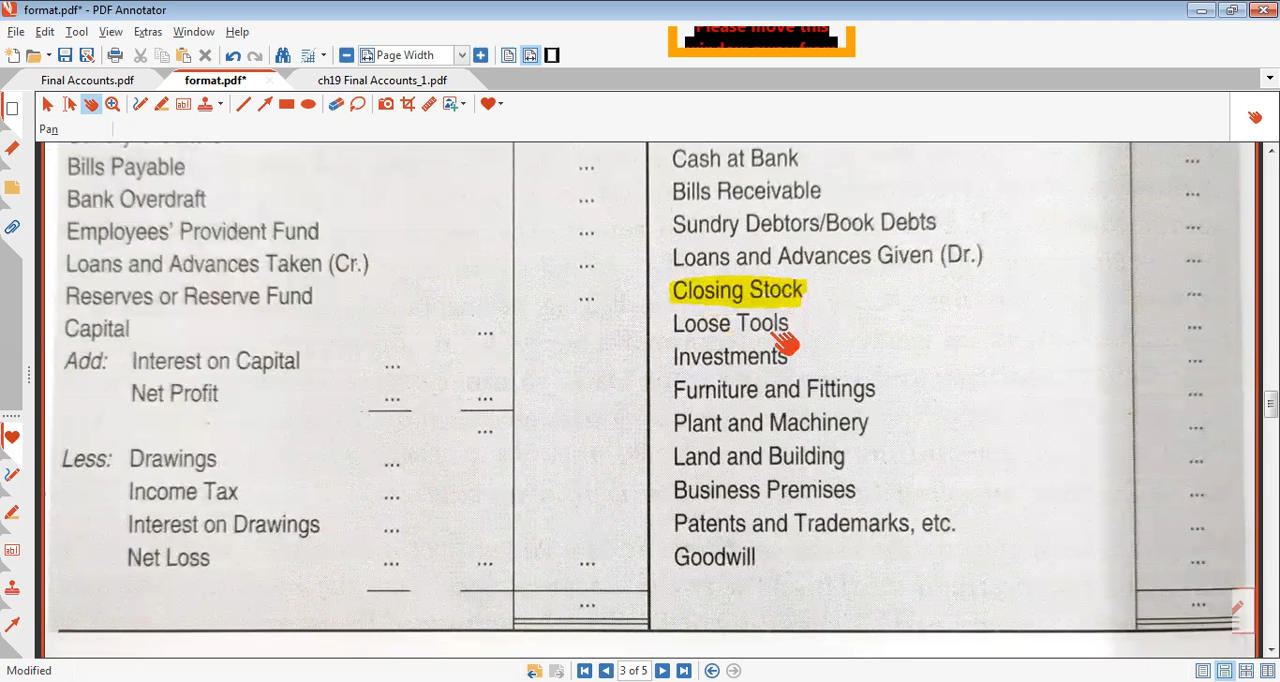 format.pdf* - PDF Annotator
File Edit Tool View Extras Window Help
Please move this
Page Width
Final Accounts.pdf format.pdf* ch19 Final Accounts_1.pdf
Pan
Bills Payable ...
Bank Overdraft ...
Employees' Provident Fund ...
Loans and Advances Taken (Cr.) ...
Reserves or Reserve Fund ...
Capital ...
Add: Interest on Capital ...
Net Profit ... ...
...
Less: Drawings ...
Income Tax ...
Interest on Drawings ...
Net Loss ... ... ...
...
Cash at Bank ...
Bills Receivable ...
Sundry Debtors/Book Debts ...
Loans and Advances Given (Dr.) ...
Closing Stock ...
Loose Tools ...
Investments ...
Furniture and Fittings ...
Plant and Machinery ...
Land and Building ...
Business Premises ...
Patents and Trademarks, etc. ...
Goodwill ...
...
Modified
3 of 5